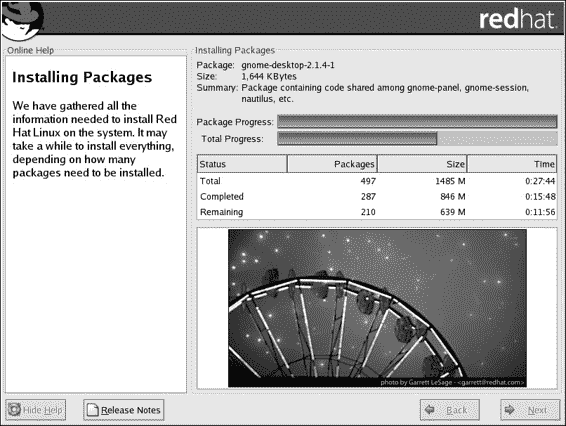 redhat.
Online Help
Installing Packages
We have gathered all the
information needed to install Red
Hat Linux on the system. It may
take a while to install everything,
depending on how many
packages need to be installed.
Installing Packages
Package: gnome-desktop-2.1.4-1
Size: 1,644 KBytes
Summary: Package containing code shared among gnome-panel, gnome-session,
nautilus, etc.
Package Progress:
Total Progress:
Status Packages Size Time
Total 497 1485 M 0:27:44
Completed 287 846 M 0:15:48
Remaining 210 639 M 0:11:56
photo by Garrett LeSage - <garrett@redhat.com>
Hide Help Release Notes Back Next